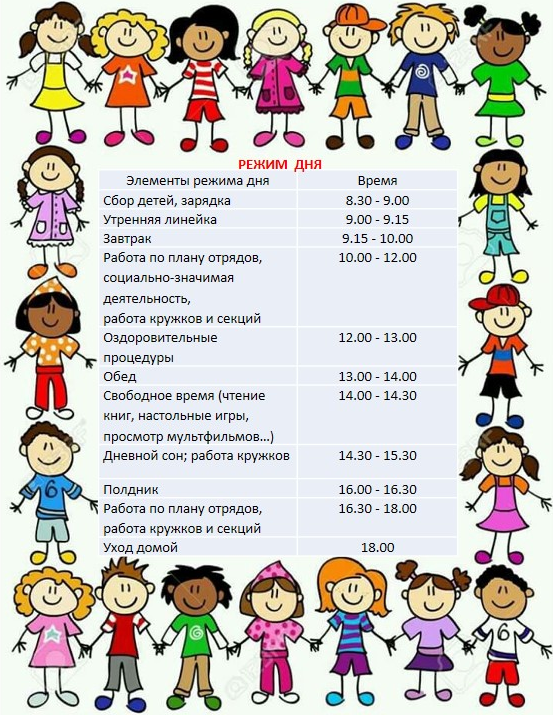 РЕЖИМ ДНЯ
Элементы режима дня Время
Сбор детей, зарядка 8.30 - 9.00
Утренняя линейка 9.00 - 9.15
Завтрак 9.15 - 10.00
Работа по плану отрядов, 10.00 - 12.00
социально-значимая
деятельность,
работа кружков и секций
Оздоровительные 12.00 - 13.00
процедуры
Обед 13.00 - 14.00
Свободное время (чтение 14.00 - 14.30
книг, настольные игры,
просмотр мультфильмов...)
Дневной сон; работа кружков 14.30 - 15.30
Полдник 16.00 - 16.30
Работа по плану отрядов, 16.30 - 18.00
работа кружков и секций
Уход домой 18.00
6
6